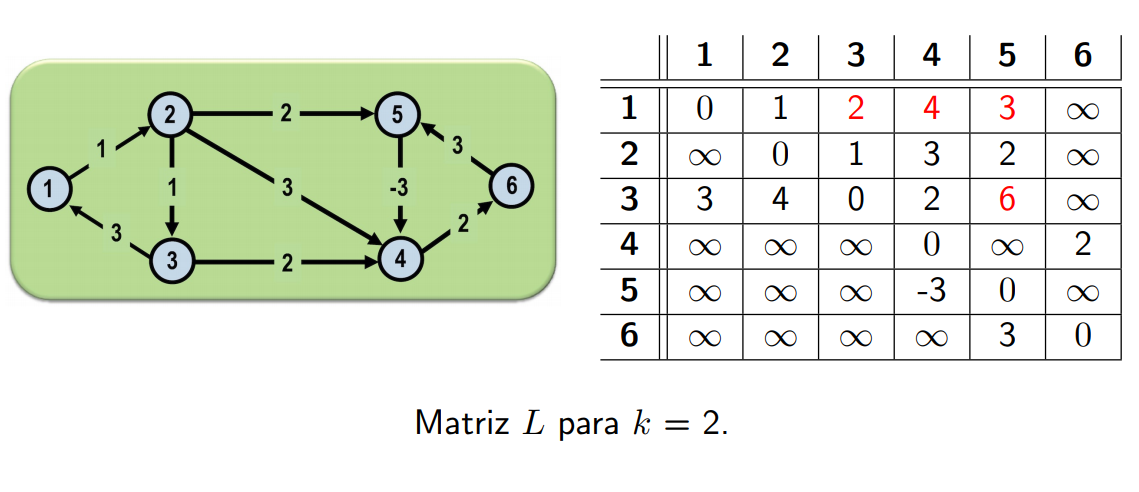 1 2 3 4 5 6
1 0 1 2 4 3 ∞
2 ∞ 0 1 3 2 ∞
3 3 4 0 2 6 ∞
4 ∞ ∞ ∞ 0 ∞ 2
5 ∞ ∞ ∞ -3 0 ∞
6 ∞ ∞ ∞ ∞ 3 0
2 2 5
1 3
1 1 3 -3 6
3 2
3 2 4
Matriz L para k = 2.